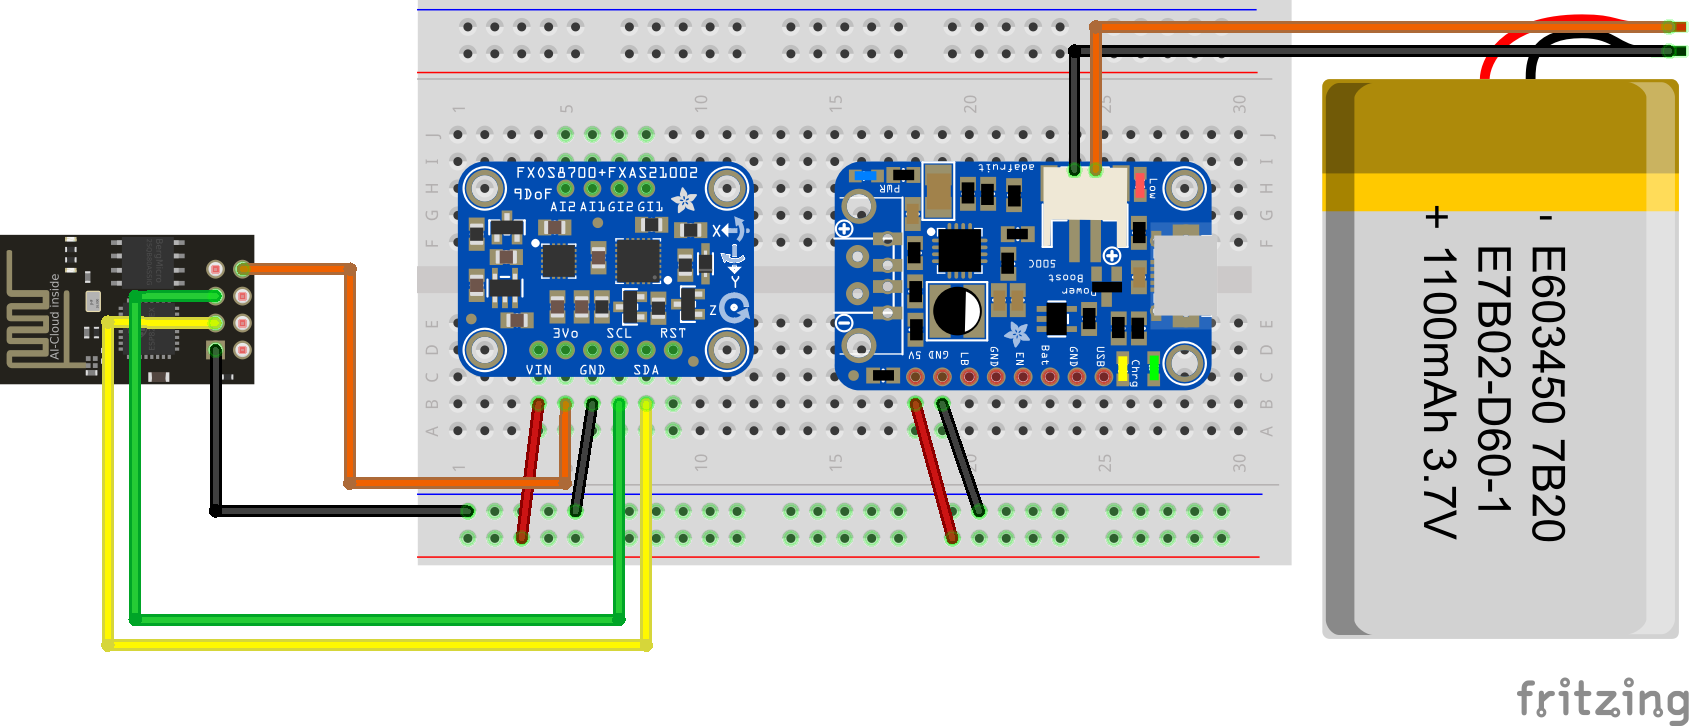 1
5
10
15
20
25
30
J
J
I
I
H
H
G
G
F
F
E
E
D
D
C
C
B
B
A
A
1
10
15
20
25
30
AI-Cloud inside
FXOS8700+FXAS21002
9DoF
AI2 AI1 GI2 GI1
X
Y
Z
3Vo SCL RST
VIN GND SDA
adafruit
PWR
Low
+
-
500C
Boost
Power
+
5V
GND
LB
GND
EN
Bat
GND
USB
Chrg
- E603450 7B20
E7B02-D60-1
+ 1100mAh 3.7V
fritzing